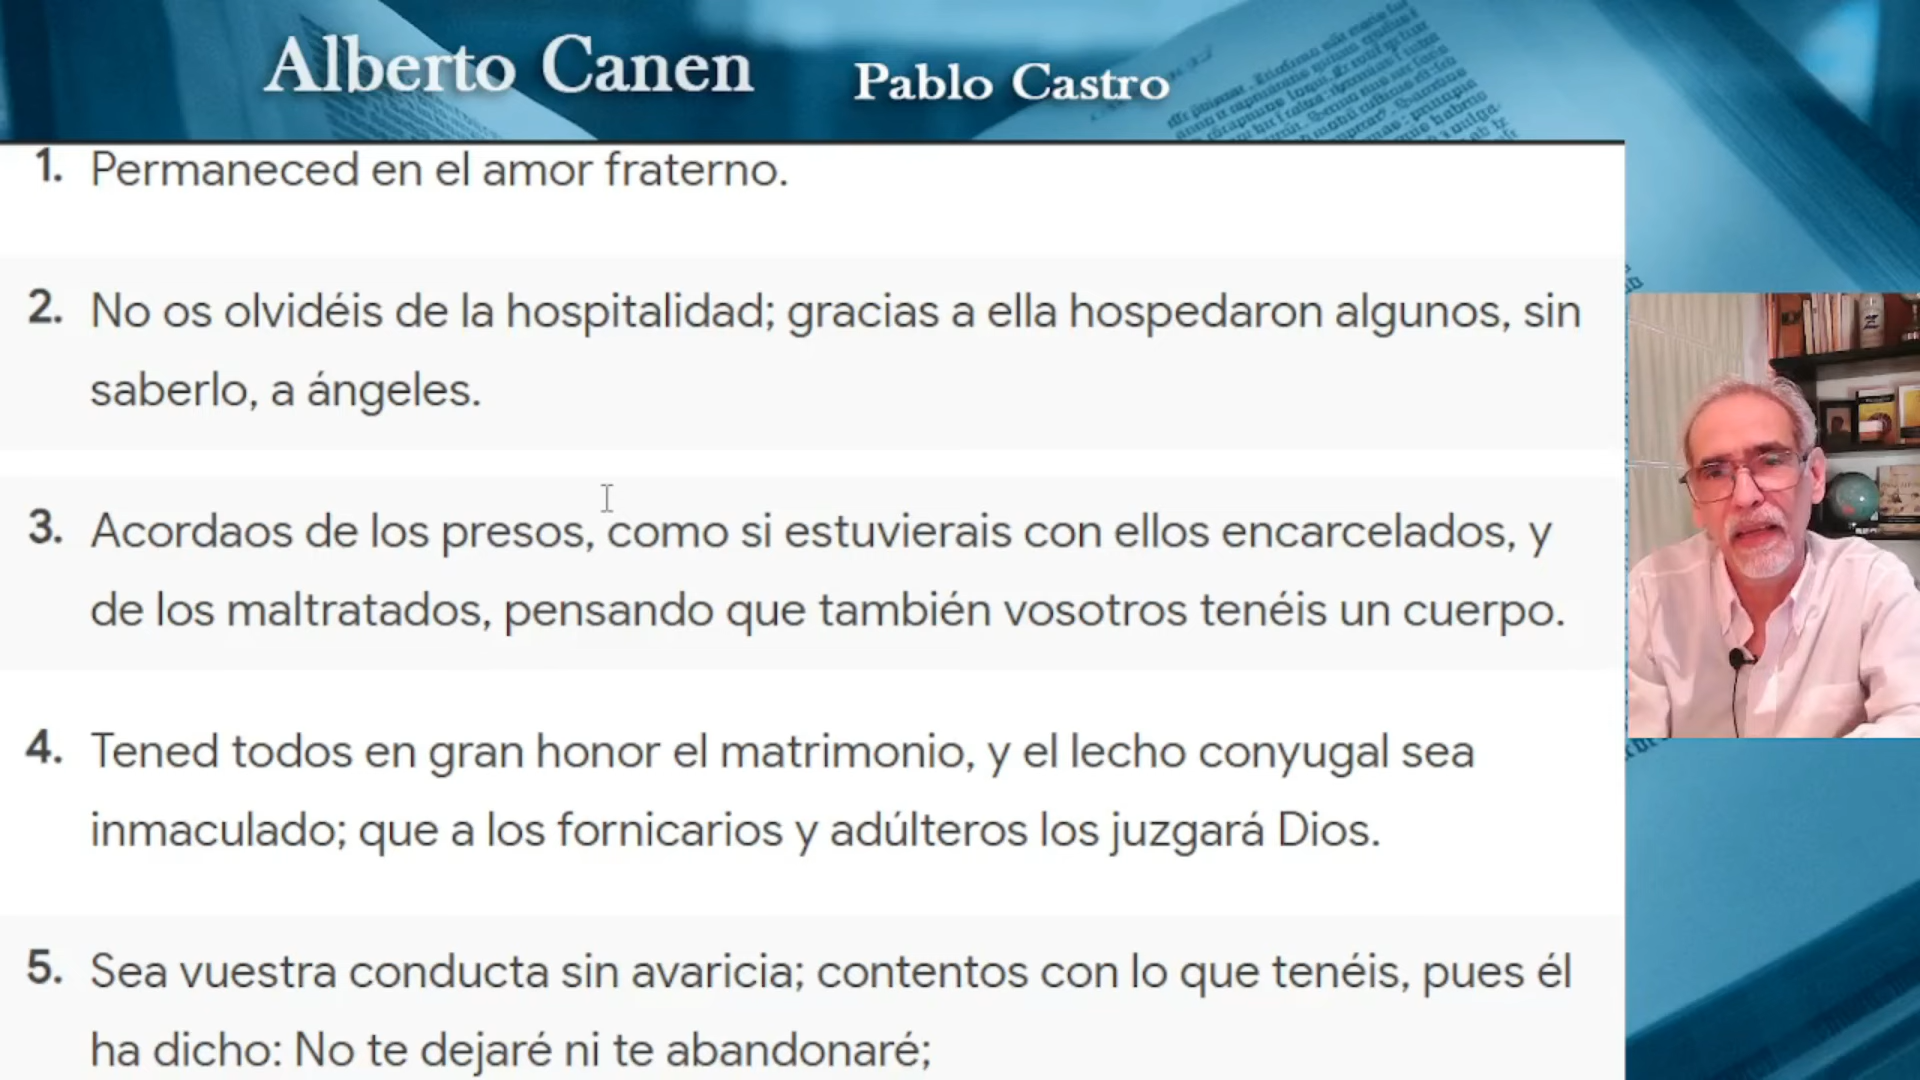 Alberto Canen
Pablo Castro
1. Permaneced en el amor fraterno.
2. No os olvidéis de la hospitalidad; gracias a ella hospedaron algunos, sin
saberlo, a ángeles.
3. Acordaos de los presos, como si estuvierais con ellos encarcelados, y
de los maltratados, pensando que también vosotros tenéis un cuerpo.
4. Tened todos en gran honor el matrimonio, y el lecho conyugal sea
inmaculado; que a los fornicarios y adúlteros los juzgará Dios.
5. Sea vuestra conducta sin avaricia; contentos con lo que tenéis, pues él
ha dicho: No te dejaré ni te abandonaré;